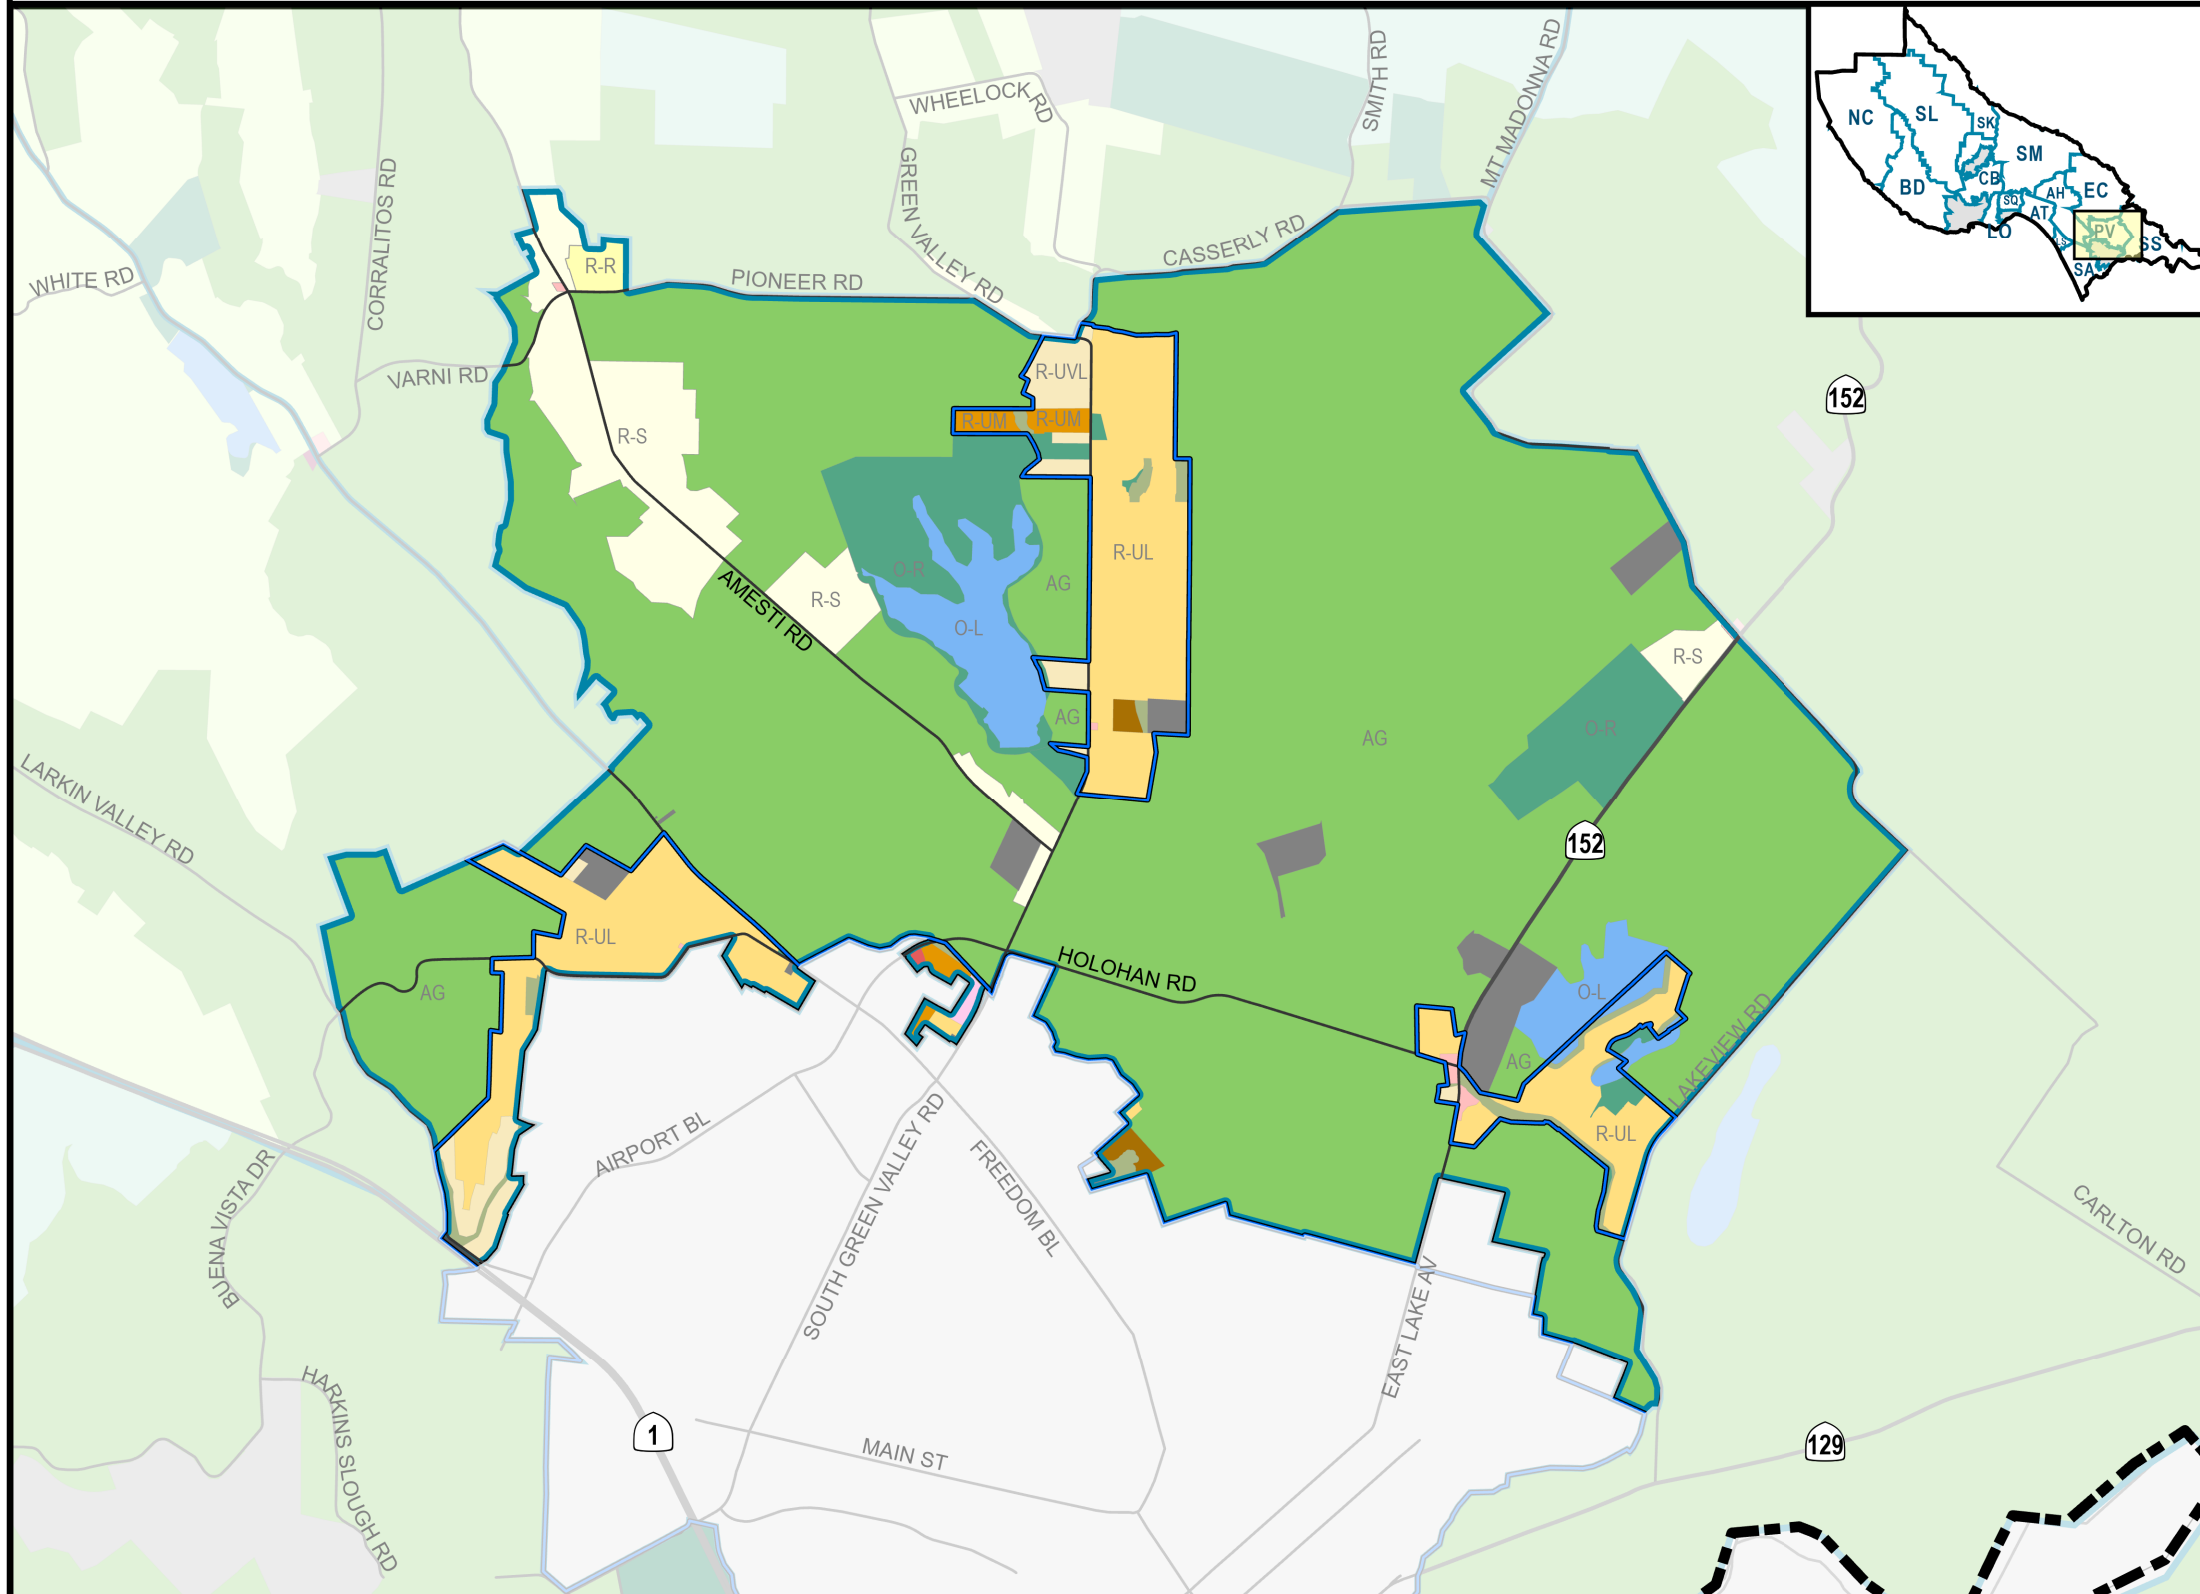 WHEELOCK RD
SMITH RD
MT MADONNA RD
NC
SL
SK
SM
BD
CB
AH
EC
SQ
AT
LO
LS
PV
SS
SA
CORRALITOS RD
GREEN VALLEY RD
CASSERLY RD
WHITE RD
R-R
PIONEER RD
VARNI RD
R-UVL
152
R-UM
R-UM
R-S
R-UL
O-R
AG
R-S
O-L
AMESTI RD
R-S
AG
O-R
AG
LARKIN VALLEY RD
152
R-UL
HOLOHAN RD
AG
O-L
AG
LAKEVIEW RD
R-UL
AIRPORT BL
SOUTH GREEN VALLEY RD
FREEDOM BL
BUENA VISTA DR
CARLTON RD
EAST LAKE AV
HARKINS SLOUGH RD
1
MAIN ST
129